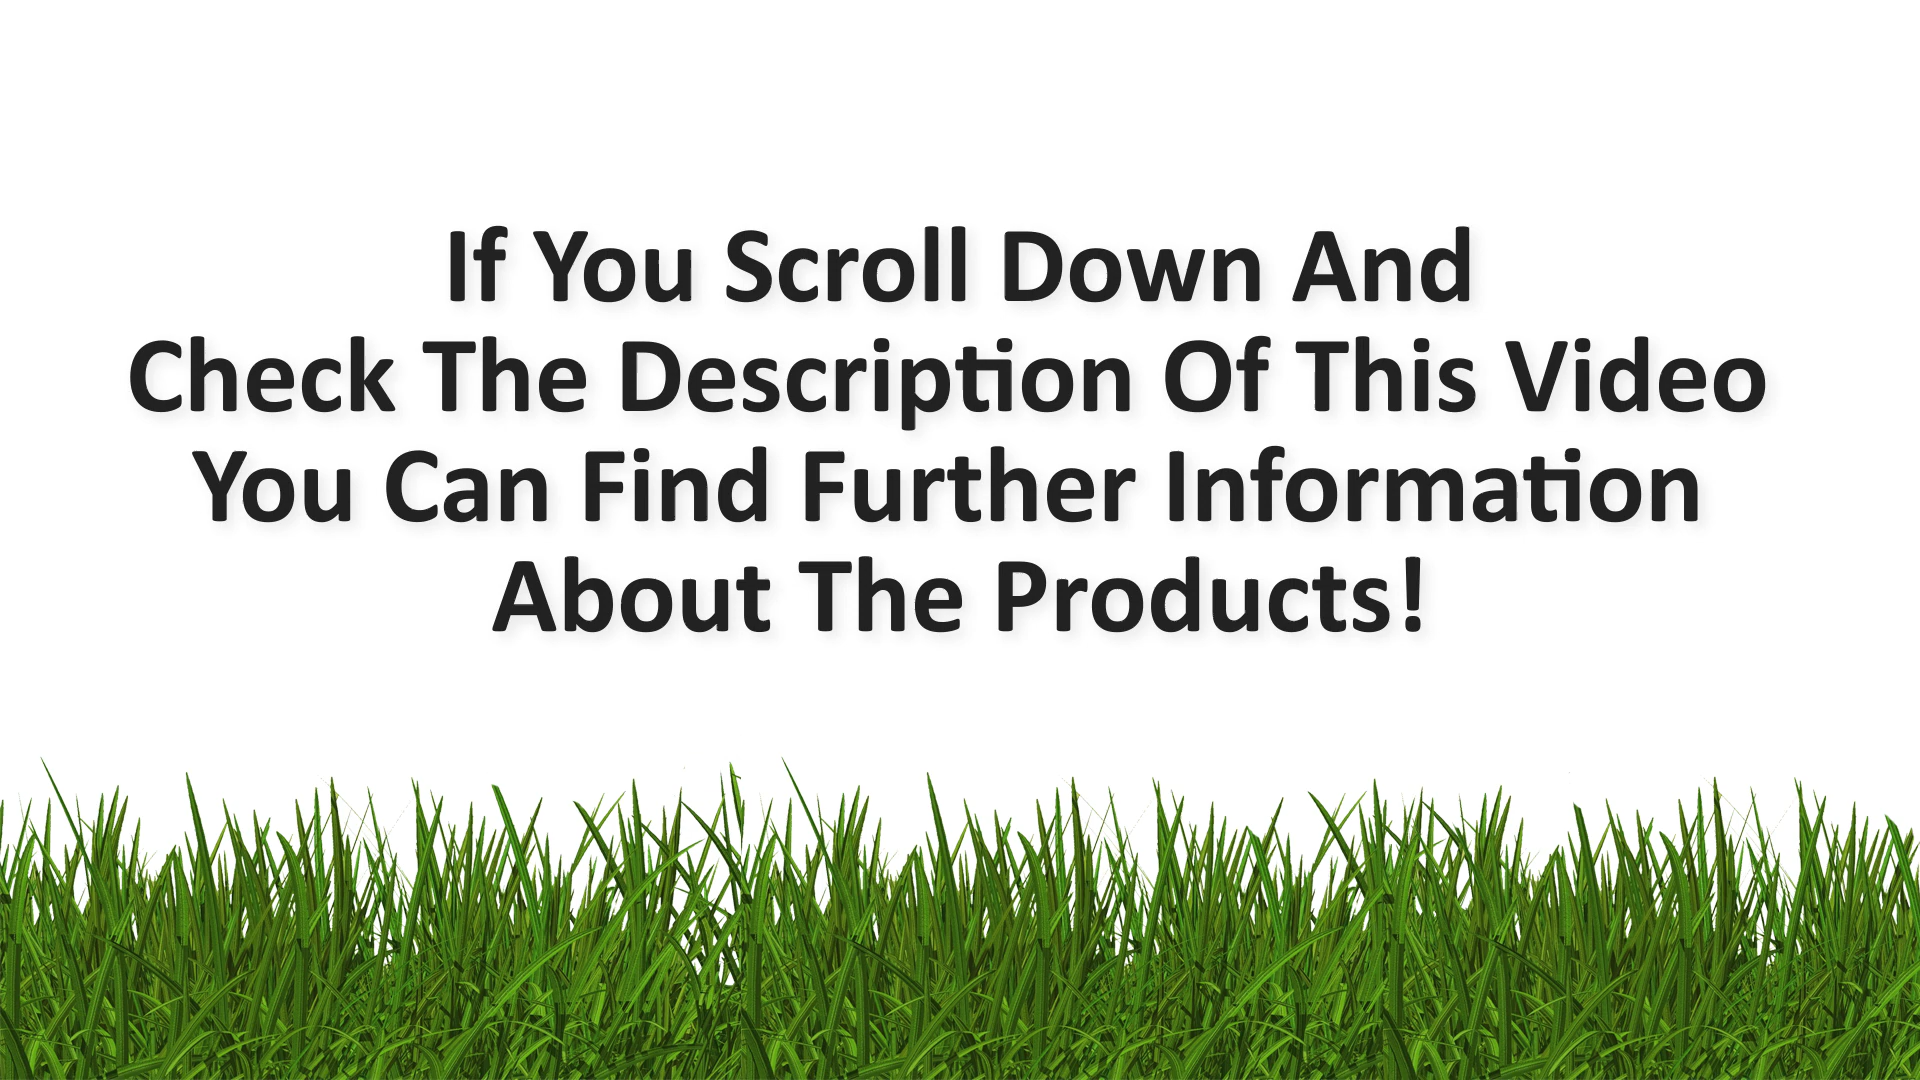 If You Scroll Down And
Check The Description Of This Video
You Can Find Further Information
About The Products!